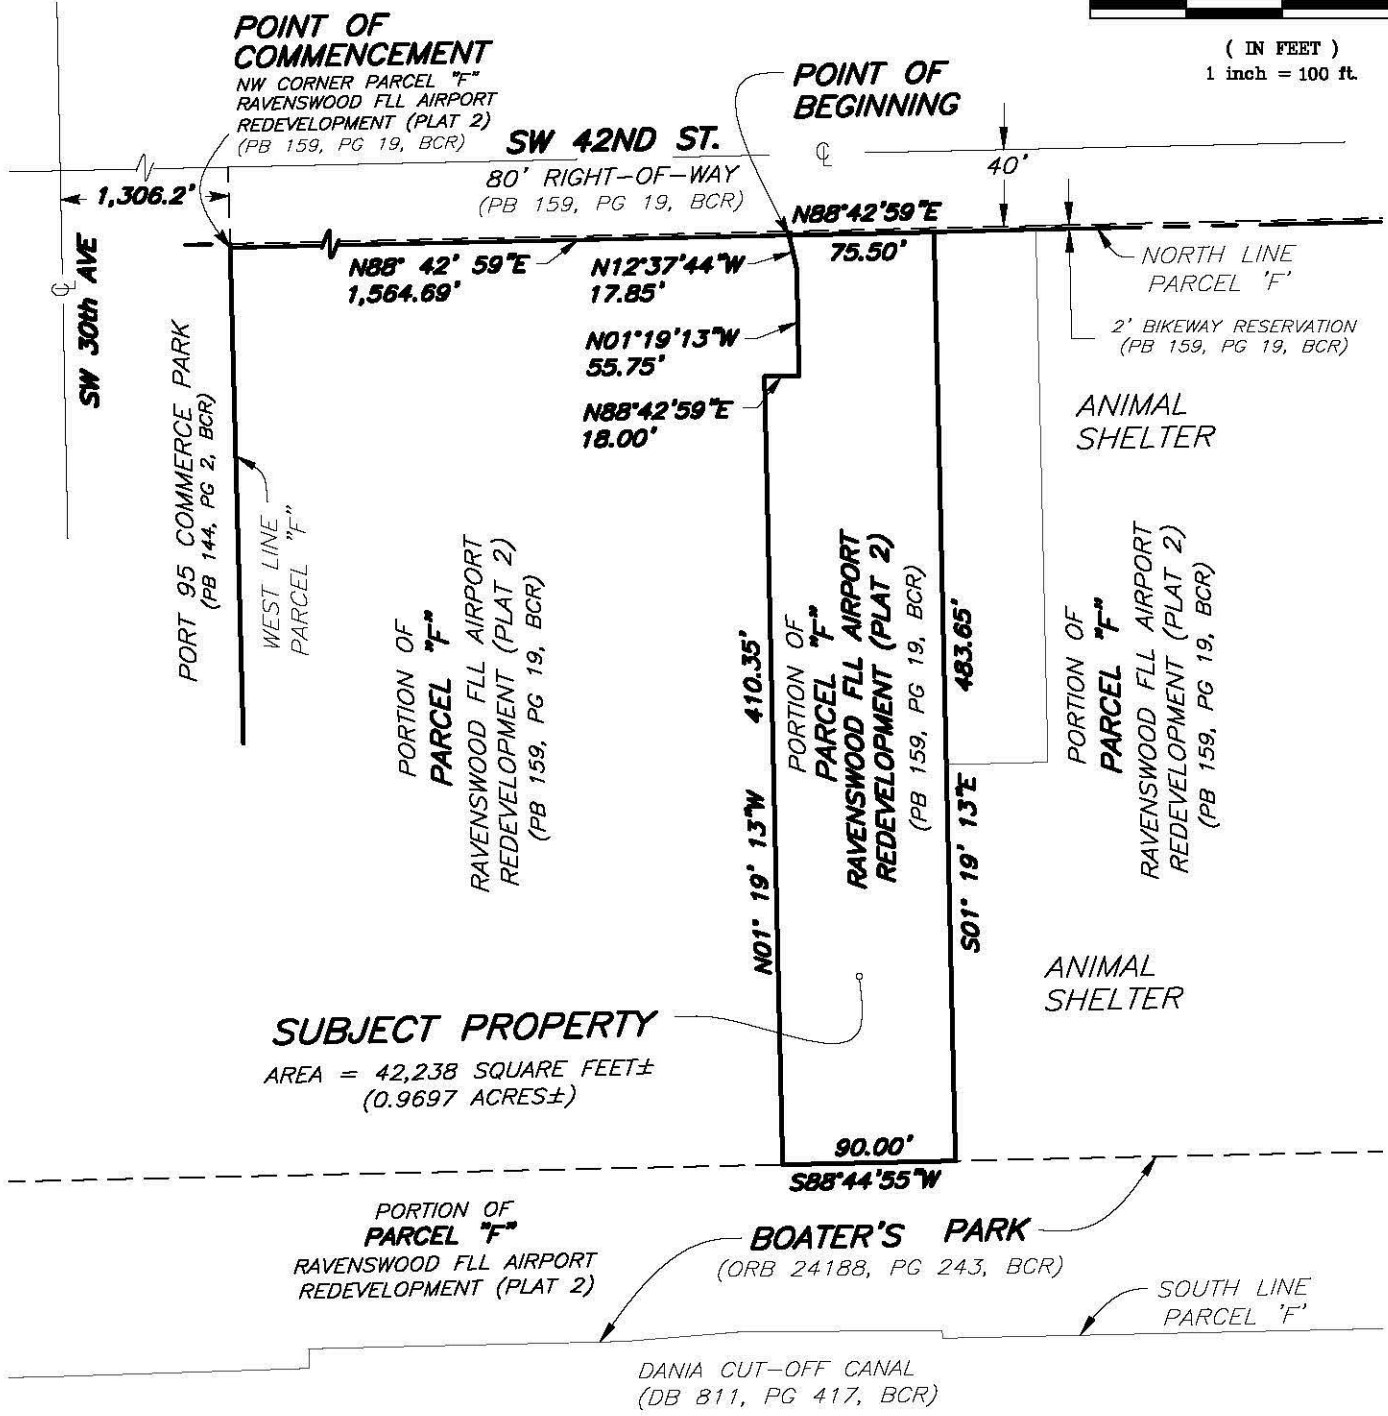 POINT OF
COMMENCEMENT
NW CORNER PARCEL "F"
RAVENSWOOD FLL AIRPORT
REDEVELOPMENT (PLAT 2)
(PB 159, PG 19, BCR)
POINT OF
BEGINNING
( IN FEET )
1 inch = 100 ft.
SW 42ND ST.
80' RIGHT-OF-WAY
(PB 159, PG 19, BCR)
40'
1,306.2'
SW 30th AVE
N88°42'59"E
75.50'
N88° 42' 59"E
1,564.69'
N12°37'44"W
17.85'
N01°19'13"W
55.75'
N88°42'59"E
18.00'
NORTH LINE
PARCEL 'F'
2' BIKEWAY RESERVATION
(PB 159, PG 19, BCR)
ANIMAL
SHELTER
PORT 95 COMMERCE PARK
(PB 144, PG 2, BCR)
WEST LINE
PARCEL "F"
PORTION OF
PARCEL "F"
RAVENSWOOD FLL AIRPORT
REDEVELOPMENT (PLAT 2)
(PB 159, PG 19, BCR)
N01° 19' 13"W 410.35'
PORTION OF
PARCEL "F"
RAVENSWOOD FLL AIRPORT
REDEVELOPMENT (PLAT 2)
(PB 159, PG 19, BCR)
S01° 19' 13"E 483.65'
PORTION OF
PARCEL "F"
RAVENSWOOD FLL AIRPORT
REDEVELOPMENT (PLAT 2)
(PB 159, PG 19, BCR)
ANIMAL
SHELTER
SUBJECT PROPERTY
AREA = 42,238 SQUARE FEET±
(0.9697 ACRES±)
90.00'
S88°44'55"W
PORTION OF
PARCEL "F"
RAVENSWOOD FLL AIRPORT
REDEVELOPMENT (PLAT 2)
BOATER'S PARK
(ORB 24188, PG 243, BCR)
SOUTH LINE
PARCEL 'F'
DANIA CUT-OFF CANAL
(DB 811, PG 417, BCR)